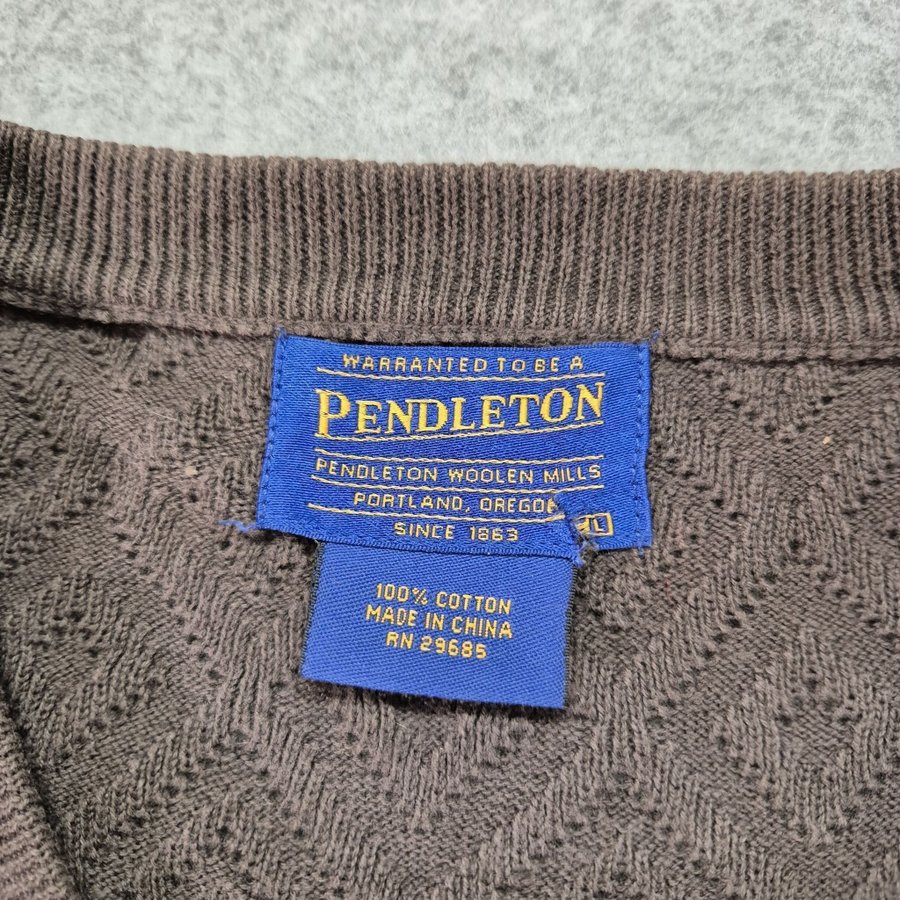 WARRANTED TO BE A
PENDLETON
PENDLETON WOOLEN MILLS
PORTLAND, OREGON
SINCE 1863
100% COTTON
MADE IN CHINA
RN 29685